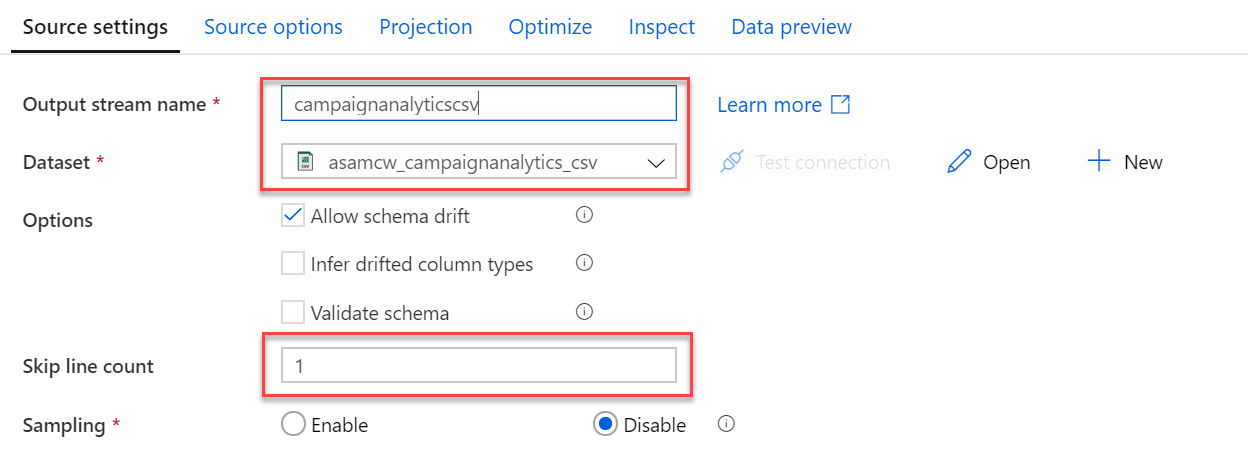 Source settings Source options Projection Optimize Inspect Data preview
Output stream name * campaignanalyticscsv Learn more
Dataset * CSV asamcw_campaignanalytics_csv Test connection Open New
Options Allow schema drift
Infer drifted column types
Validate schema
Skip line count 1
Sampling * Enable Disable